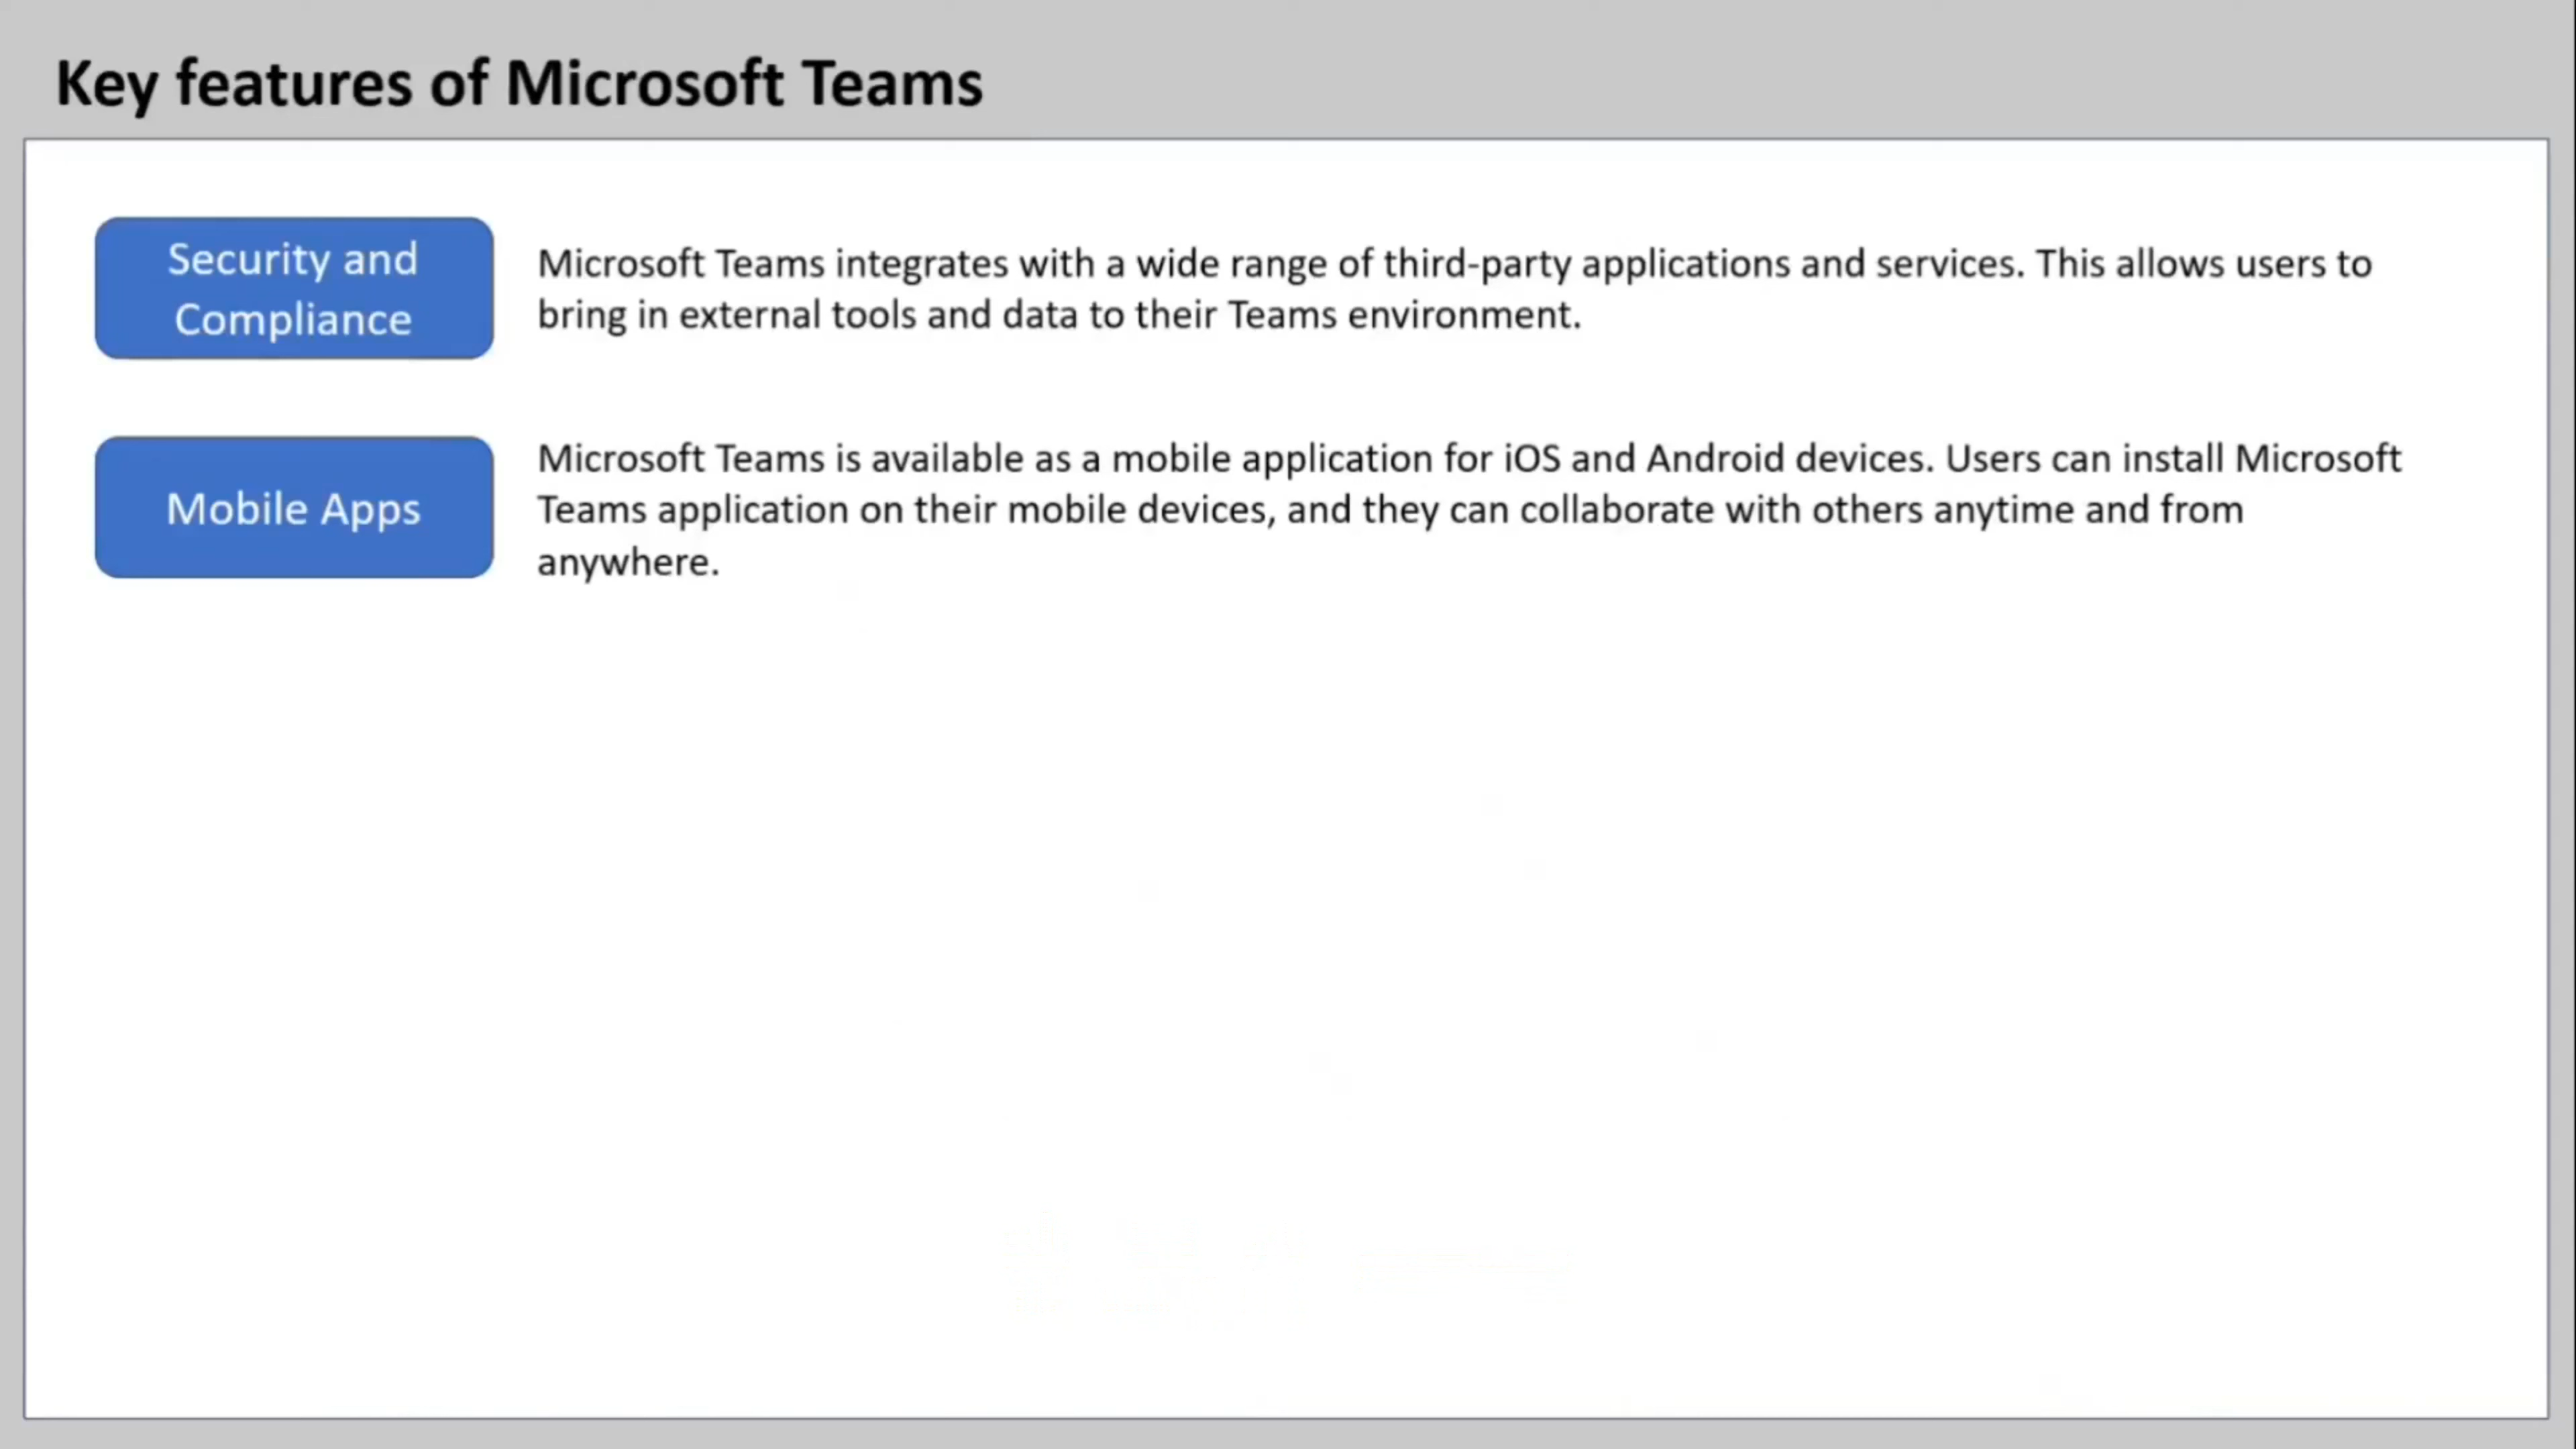 Key features of Microsoft Teams
Security and
Compliance
Microsoft Teams integrates with a wide range of third-party applications and services. This allows users to
bring in external tools and data to their Teams environment.
Mobile Apps
Microsoft Teams is available as a mobile application for iOS and Android devices. Users can install Microsoft
Teams application on their mobile devices, and they can collaborate with others anytime and from
anywhere.